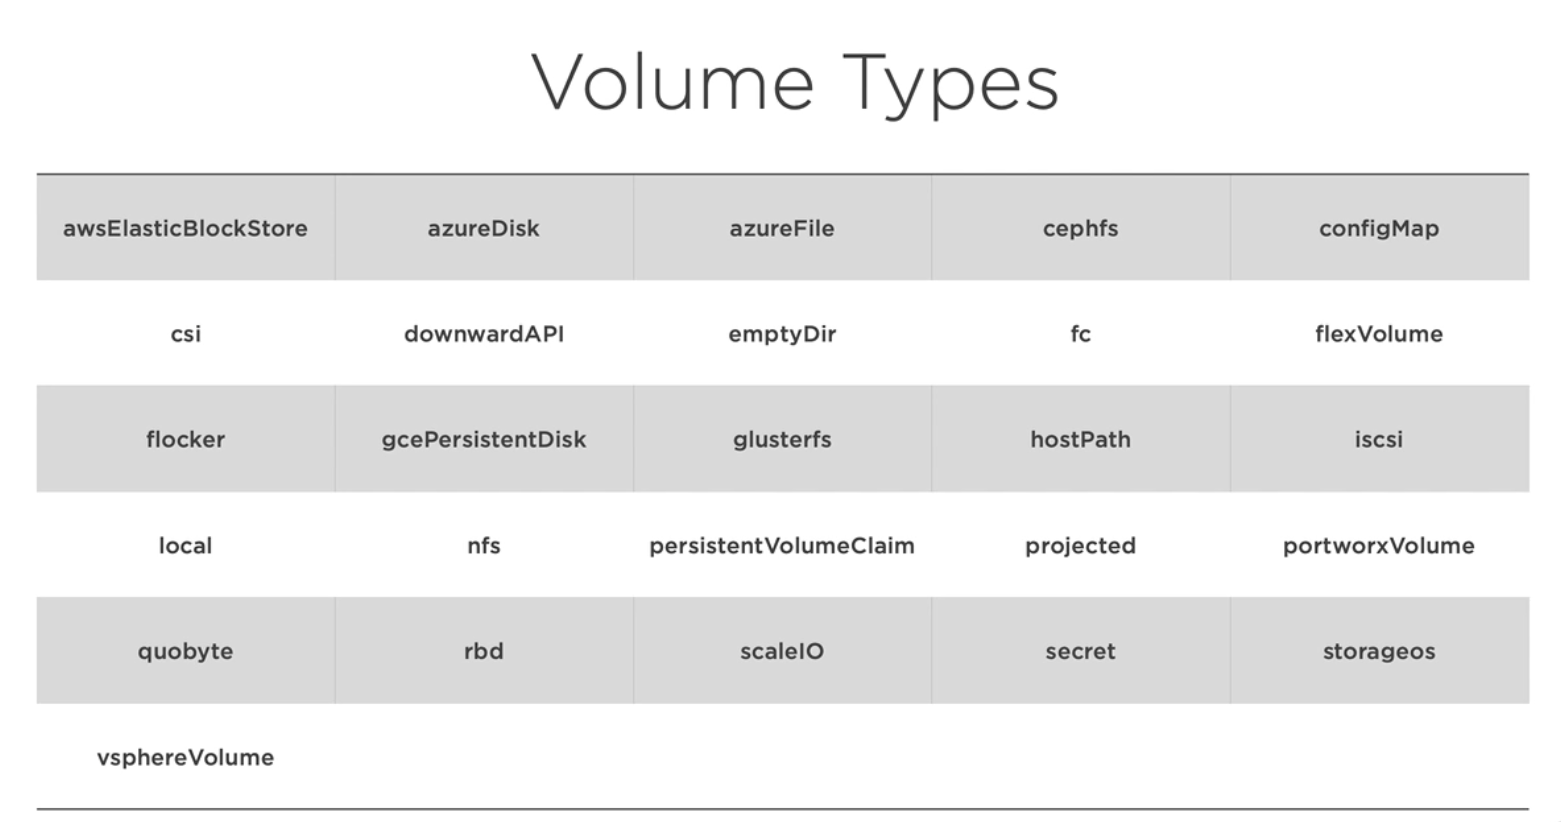 Volume Types
awsElasticBlockStore azureDisk azureFile cephfs configMap
csi downwardAPI emptyDir fc flexVolume
flocker gcePersistentDisk glusterfs hostPath iscsi
local nfs persistentVolumeClaim projected portworxVolume
quobyte rbd scaleIO secret storageos
vsphereVolume